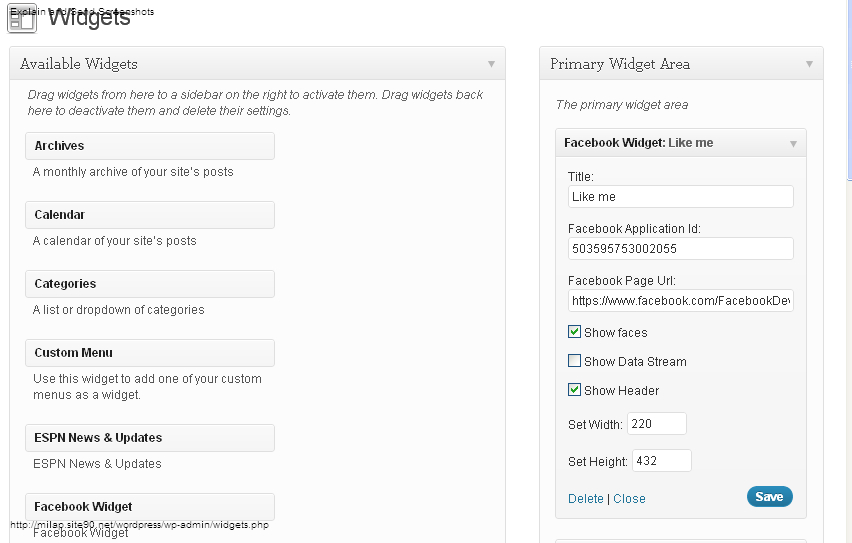 Explain and Send Screenshots
Widgets
Available Widgets
Drag widgets from here to a sidebar on the right to activate them. Drag widgets back
here to deactivate them and delete their settings.
Archives
A monthly archive of your site's posts
Calendar
A calendar of your site's posts
Categories
A list or dropdown of categories
Custom Menu
Use this widget to add one of your custom
menus as a widget.
ESPN News & Updates
ESPN News & Updates
Facebook Widget
Facebook Widget
http://milap.site90.net/wordpress/wp-admin/widgets.php
Primary Widget Area
The primary widget area
Facebook Widget: Like me
Title:
Like me
Facebook Application Id:
503595753002055
Facebook Page Url:
https://www.facebook.com/FacebookDev
Show faces
Show Data Stream
Show Header
Set Width: 220
Set Height: 432
Delete | Close
Save